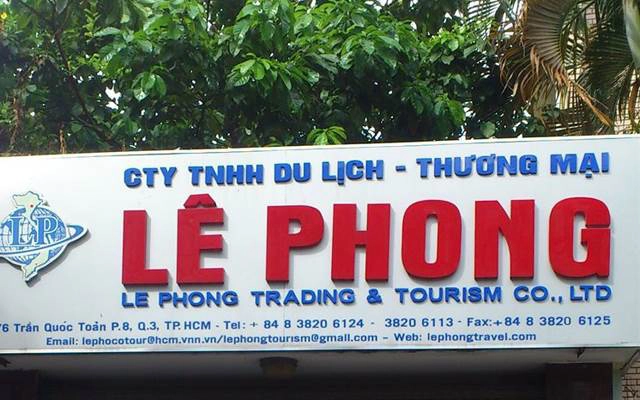 CTY TNHH DU LỊCH - THƯƠNG MẠI
LP
LÊ PHONG
LE PHONG TRADING & TOURISM CO., LTD
/6 Trần Quốc Toản P.8, Q.3, TP. HCM - Tel: + 84 8 3820 6124 - 3820 6113 - Fax:+ 84 8 3820 6125
Email: lephocotour@hcm.vnn.vn/lephongtourism@gmail.com – Web: lephongtravel.com